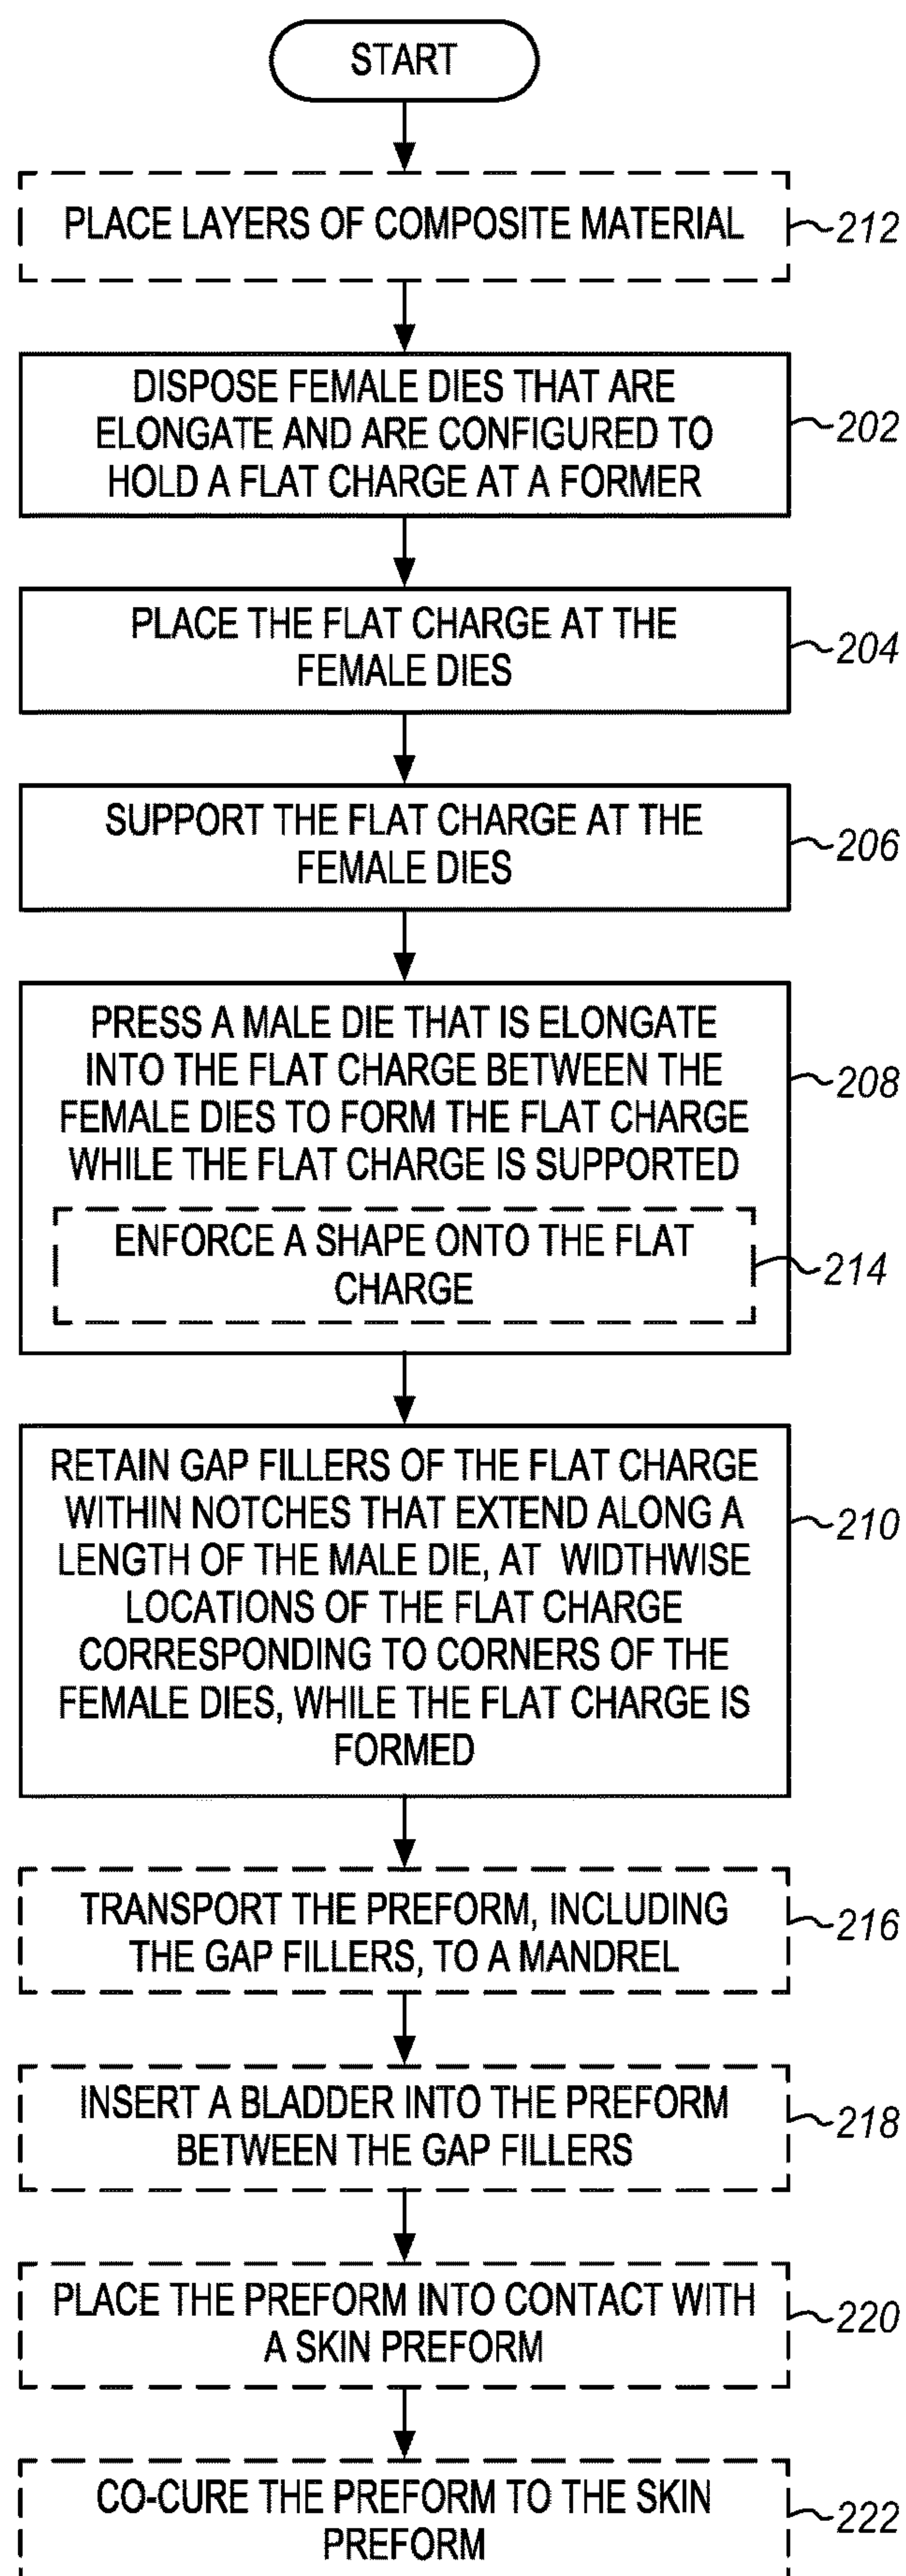 START
PLACE LAYERS OF COMPOSITE MATERIAL
212
DISPOSE FEMALE DIES THAT ARE
ELONGATE AND ARE CONFIGURED TO
HOLD A FLAT CHARGE AT A FORMER
202
PLACE THE FLAT CHARGE AT THE
FEMALE DIES
204
SUPPORT THE FLAT CHARGE AT THE
FEMALE DIES
206
PRESS A MALE DIE THAT IS ELONGATE
INTO THE FLAT CHARGE BETWEEN THE
FEMALE DIES TO FORM THE FLAT CHARGE
WHILE THE FLAT CHARGE IS SUPPORTED
208
ENFORCE A SHAPE ONTO THE FLAT
CHARGE
214
RETAIN GAP FILLERS OF THE FLAT CHARGE
WITHIN NOTCHES THAT EXTEND ALONG A
LENGTH OF THE MALE DIE, AT WIDTHWISE
LOCATIONS OF THE FLAT CHARGE
CORRESPONDING TO CORNERS OF THE
FEMALE DIES, WHILE THE FLAT CHARGE IS
FORMED
210
TRANSPORT THE PREFORM, INCLUDING
THE GAP FILLERS, TO A MANDREL
216
INSERT A BLADDER INTO THE PREFORM
BETWEEN THE GAP FILLERS
218
PLACE THE PREFORM INTO CONTACT WITH
A SKIN PREFORM
220
CO-CURE THE PREFORM TO THE SKIN
PREFORM
222